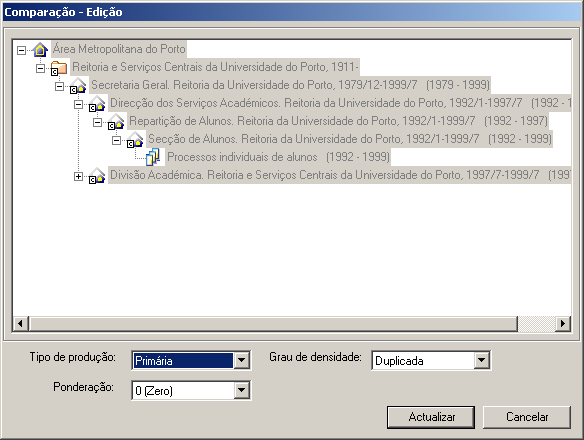 Comparação - Edição
Área Metropolitana do Porto
Reitoria e Serviços Centrais da Universidade do Porto, 1911-
Secretaria Geral. Reitoria da Universidade do Porto, 1979/12-1999/7 (1979 - 1999)
Direcção dos Serviços Académicos. Reitoria da Universidade do Porto, 1992/1-1997/7 (1992 - 1
Repartição de Alunos. Reitoria da Universidade do Porto, 1992/1-1999/7 (1992 - 1997)
Secção de Alunos. Reitoria da Universidade do Porto, 1992/1-1999/7 (1992 - 1999)
Processos individuais de alunos (1992 - 1999)
Divisão Académica. Reitoria e Serviços Centrais da Universidade do Porto, 1997/7-1999/7 (199
Tipo de produção: Primária Grau de densidade: Duplicada
Ponderação: 0 (Zero)
Actualizar Cancelar